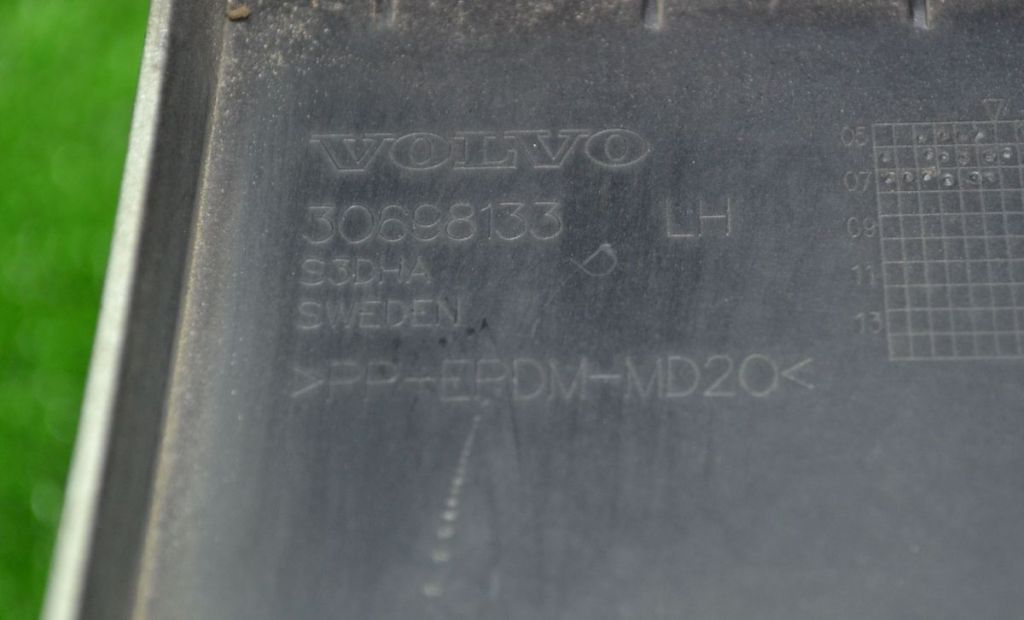 VOLVO
30698133 LH
S3DHA
SWEDEN
>PP+EPDM-MD20<
05
07
09
11
13